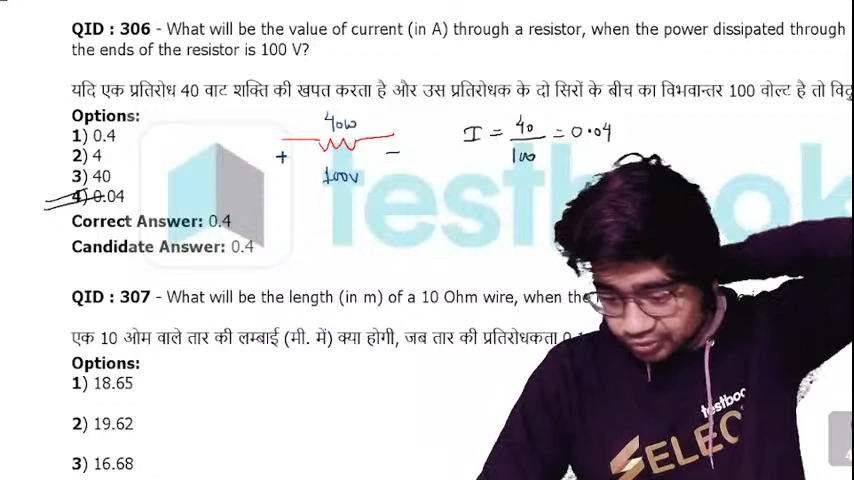 QID : 306 - What will be the value of current (in A) through a resistor, when the power dissipated through
the ends of the resistor is 100 V?
यदि एक प्रतिरोध 40 वाट शक्ति की खपत करता है और उस प्रतिरोधक के दो सिरों के बीच का विभवान्तर 100 वोल्ट है तो
Options:
1) 0.4
2) 4
3) 40
4) 0.04
40W
+ -
100V
I = 40/100 = 0.04
Correct Answer: 0.4
Candidate Answer: 0.4
testbook
QID : 307 - What will be the length (in m) of a 10 Ohm wire, when the
एक 10 ओम वाले तार की लम्बाई (मी. में) क्या होगी, जब तार की प्रतिरोधकता
Options:
1) 18.65
2) 19.62
3) 16.68
testboo
SELEC